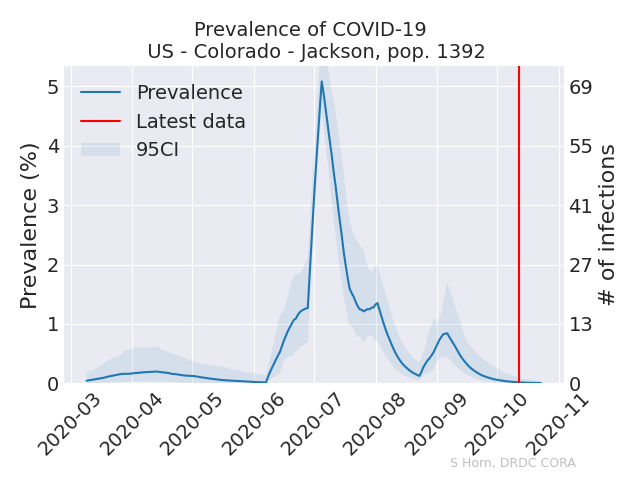 Prevalence of COVID-19
US - Colorado - Jackson, pop. 1392
Prevalence
Latest data
95CI
Prevalence (%)
5
4
3
2
1
0
69
55
41
27
13
0
# of infections
2020-03
2020-04
2020-05
2020-06
2020-07
2020-08
2020-09
2020-10
2020-11
S Horn, DRDC CORA